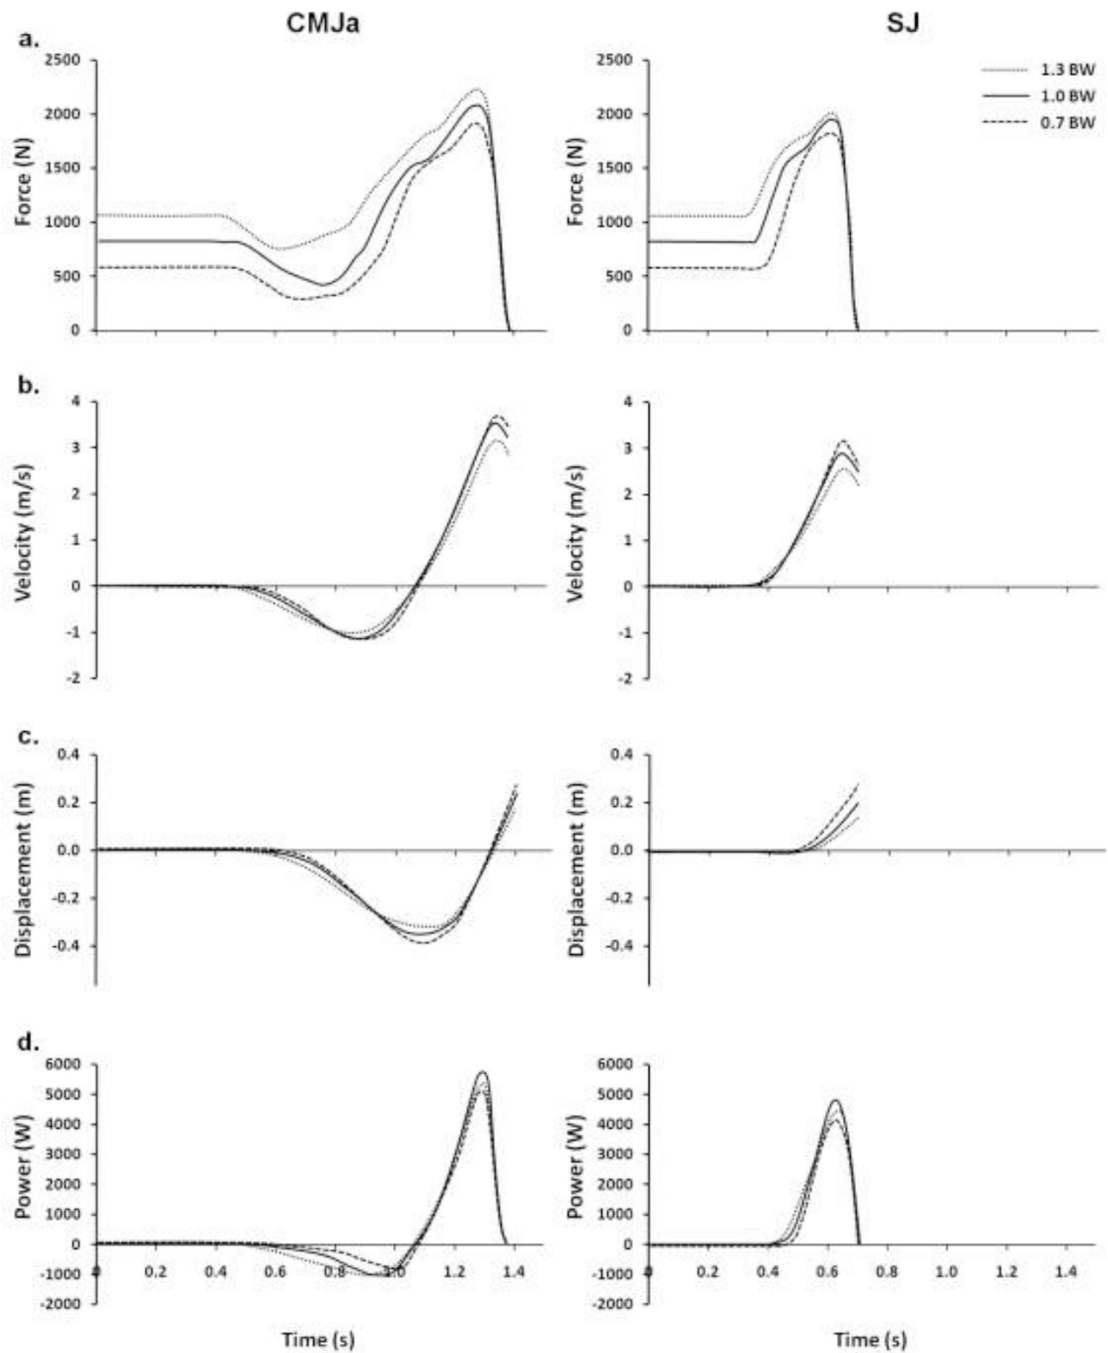 CMJa
SJ
a.
2500
2000
1500
1000
500
0
Force (N)
2500
2000
1500
1000
500
0
Force (N)
1.3 BW
1.0 BW
0.7 BW
b.
4
3
2
1
0
-1
-2
Velocity (m/s)
4
3
2
1
0
-1
-2
Velocity (m/s)
c.
0.4
0.2
0.0
-0.2
-0.4
Displacement (m)
0.4
0.2
0.0
-0.2
-0.4
Displacement (m)
d.
6000
5000
4000
3000
2000
1000
0
-1000
-2000
Power (W)
0 0.2 0.4 0.6 0.8 1.0 1.2 1.4
6000
5000
4000
3000
2000
1000
0
-1000
-2000
Power (W)
0 0.2 0.4 0.6 0.8 1.0 1.2 1.4
Time (s)
Time (s)